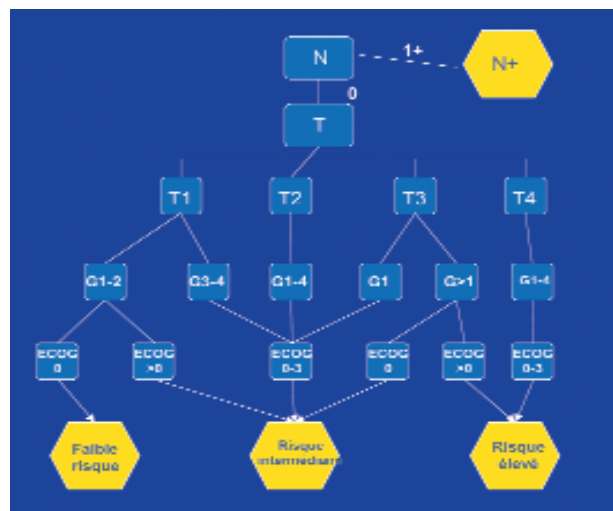 N
1+
N+
0
T
T1
T2
T3
T4
G1-2
G3-4
G1-4
G1
G>1
G1-4
ECOG
0
ECOG
>0
ECOG
0-3
ECOG
0
ECOG
>0
ECOG
0-3
Faible
risque
Risque
intermédiaire
Risque
élevé